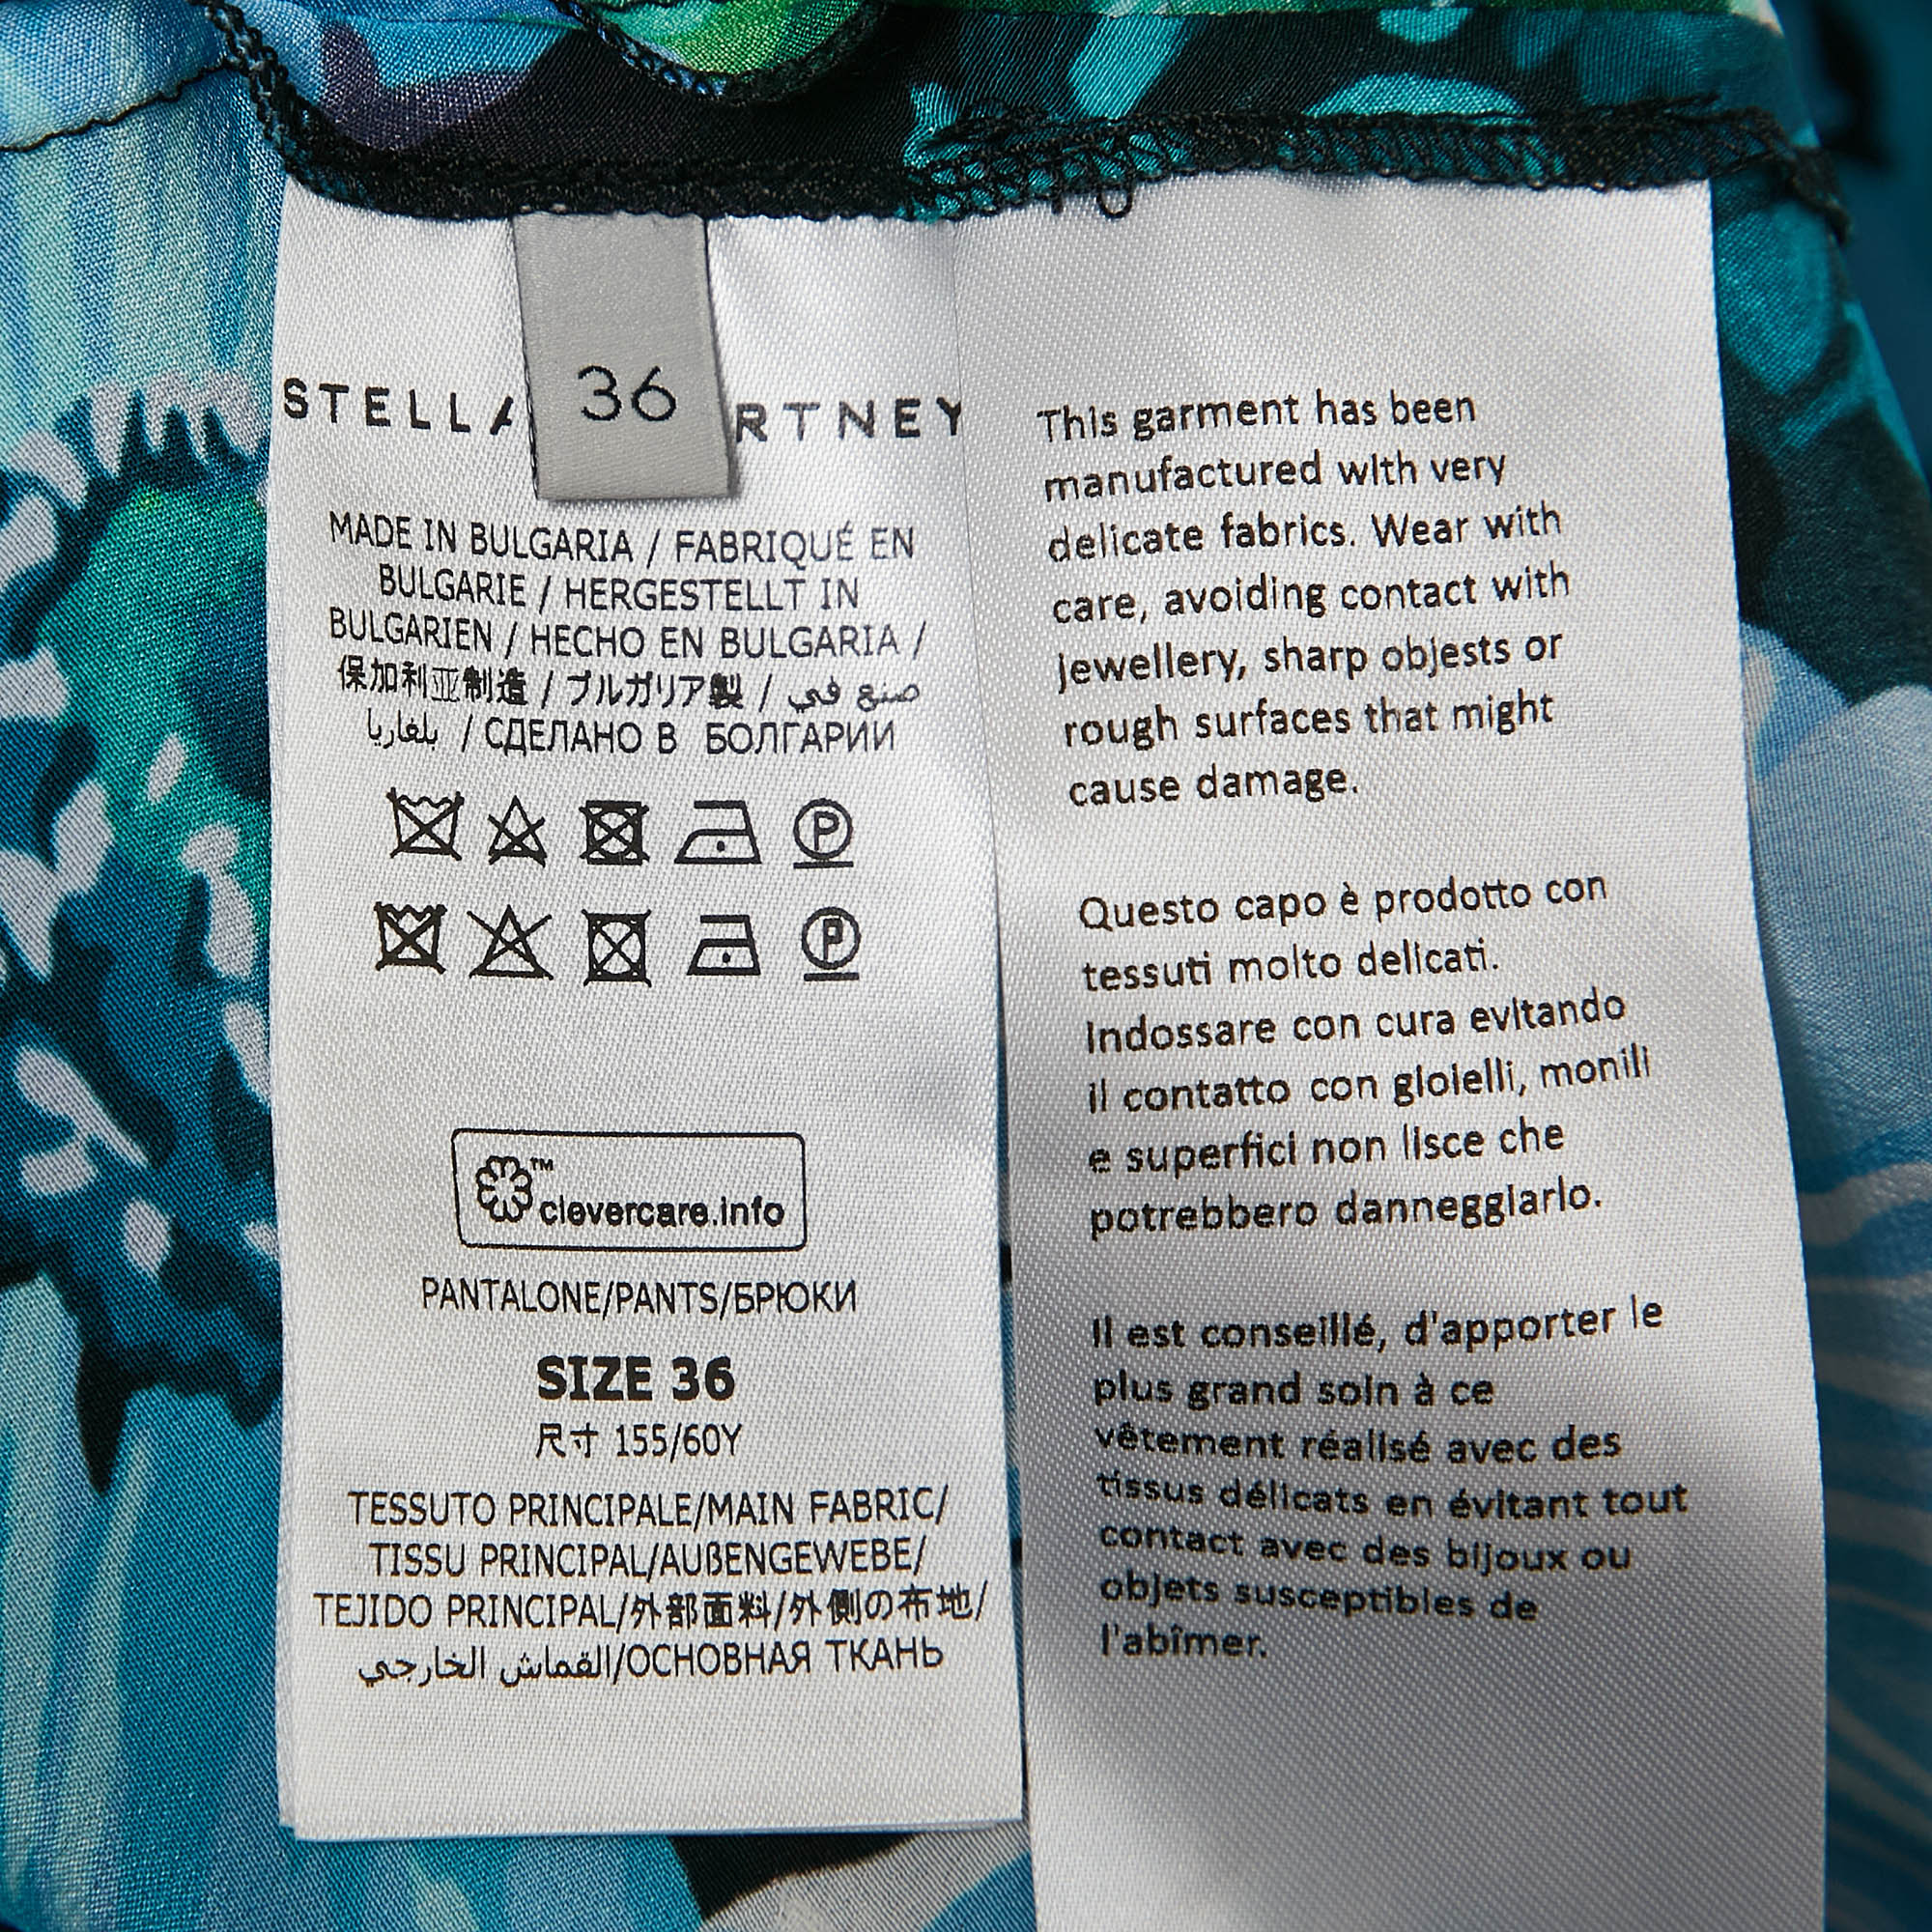 36
STELLA RTNEY
MADE IN BULGARIA / FABRIQUÉ EN
BULGARIE / HERGESTELLT IN
BULGARIEN / HECHO EN BULGARIA /
保加利亚制造 / ブルガリア製 / صنع في
بلغاريا / СДЕЛАНО В БОЛГАРИИ
P
P
™
clevercare.info
PANTALONE/PANTS/БРЮКИ
SIZE 36
尺寸 155/60Y
TESSUTO PRINCIPALE/MAIN FABRIC/
TISSU PRINCIPAL/AUßENGEWEBE/
TEJIDO PRINCIPAL/外部面料/外側の布地/
القماش الخارجي/ОСНОВНАЯ ТКАНЬ
This garment has been
manufactured with very
delicate fabrics. Wear with
care, avoiding contact with
jewellery, sharp objests or
rough surfaces that might
cause damage.
Questo capo è prodotto con
tessuti molto delicati.
Indossare con cura evitando
il contatto con gioielli, monili
e superfici non lisce che
potrebbero danneggiarlo.
Il est conseillé, d'apporter le
plus grand soin à ce
vêtement réalisé avec des
tissus délicats en évitant tout
contact avec des bijoux ou
objets susceptibles de
l'abîmer.